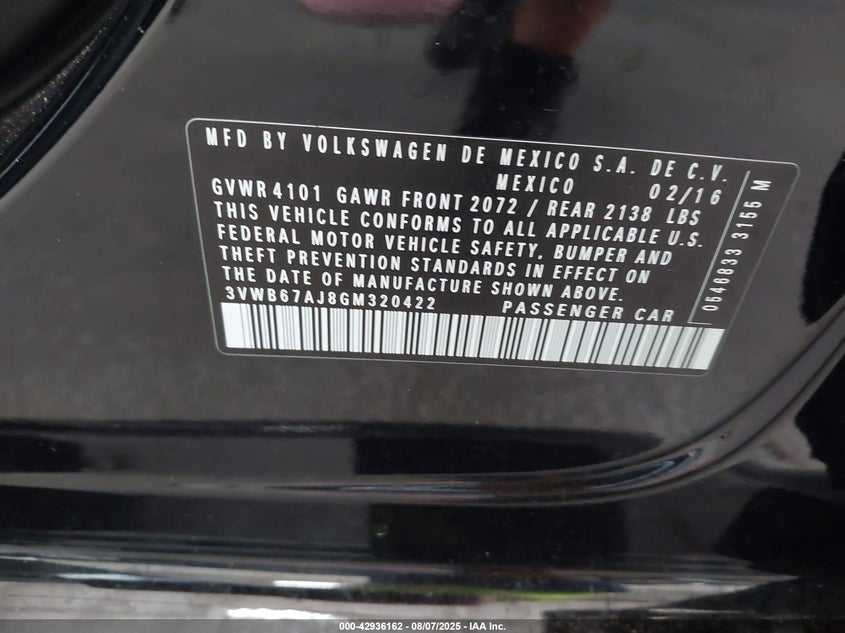 MFD BY VOLKSWAGEN DE MEXICO S.A. DE C.V.
MEXICO 02/16
GVWR 4101 GAWR FRONT 2072 / REAR 2138 LBS
THIS VEHICLE CONFORMS TO ALL APPLICABLE U.S.
FEDERAL MOTOR VEHICLE SAFETY, BUMPER AND
THEFT PREVENTION STANDARDS IN EFFECT ON
THE DATE OF MANUFACTURE SHOWN ABOVE.
3VWB67AJ8GM320422 PASSENGER CAR
0546833 3155 M
000-42936162 - 08/07/2025 - IAA Inc.